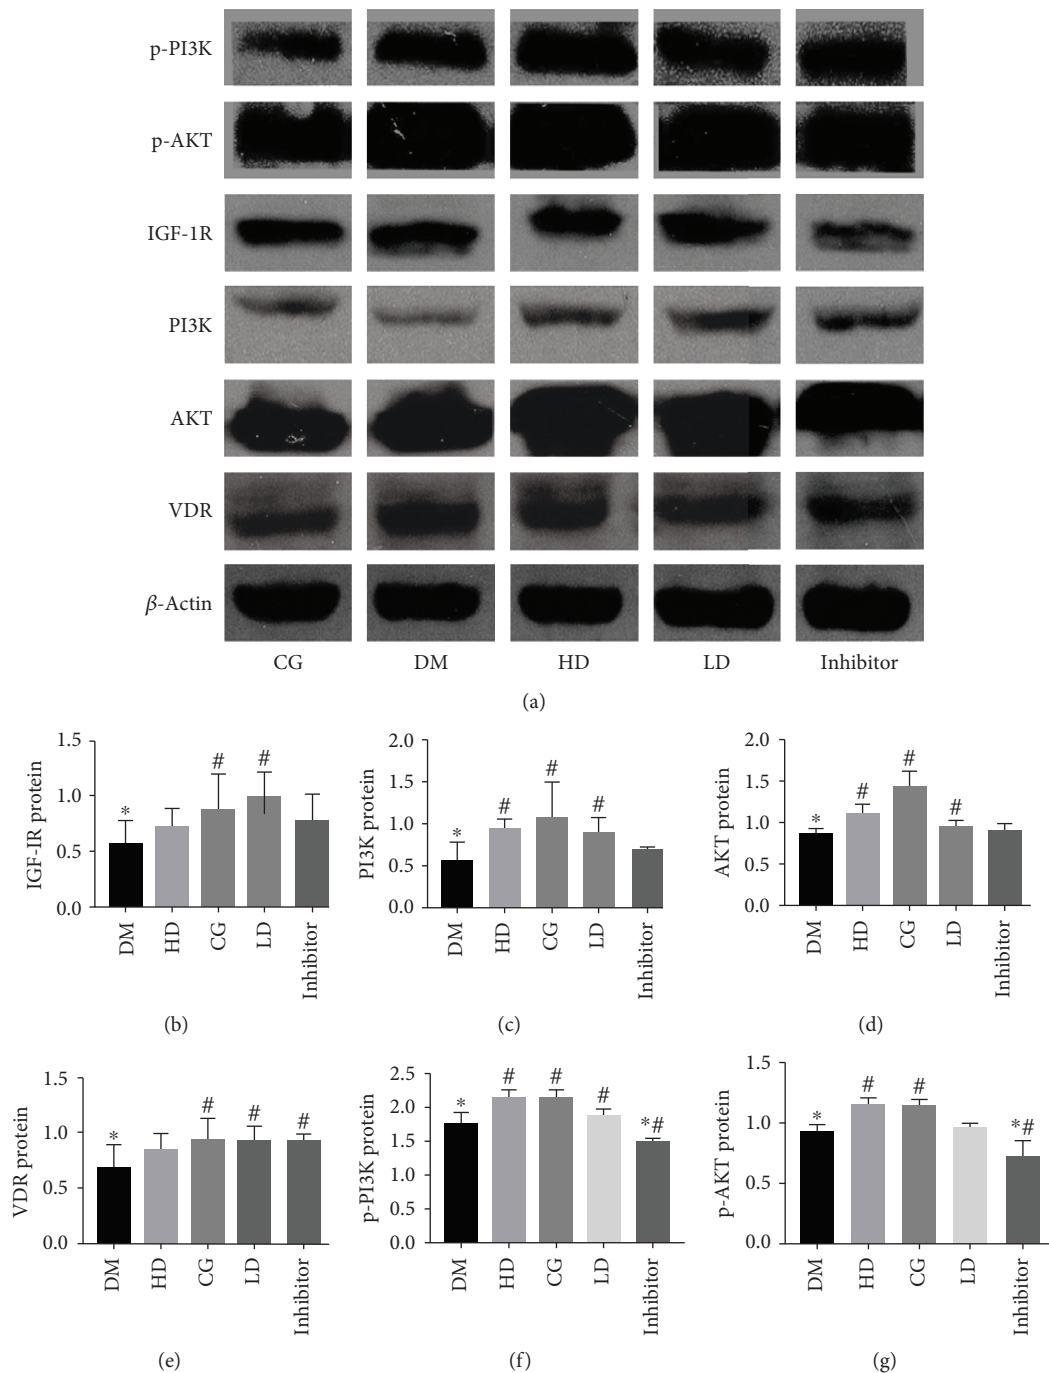 p-PI3K
p-AKT
IGF-1R
PI3K
AKT
VDR
β-Actin
CG DM HD LD Inhibitor
(a)
1.5
1.0
0.5
0.0
IGF-IR protein
* # #
DM HD CG LD Inhibitor
(b)
2.0
1.5
1.0
0.5
0.0
PI3K protein
* # # #
DM HD CG LD Inhibitor
(c)
2.0
1.5
1.0
0.5
0.0
AKT protein
* # # #
DM HD CG LD Inhibitor
(d)
1.5
1.0
0.5
0.0
VDR protein
* # # #
DM HD CG LD Inhibitor
(e)
2.5
2.0
1.5
1.0
0.5
0.0
p-PI3K protein
* # # # *#
DM HD CG LD Inhibitor
(f)
1.5
1.0
0.5
0.0
p-AKT protein
* # # *#
DM HD CG LD Inhibitor
(g)